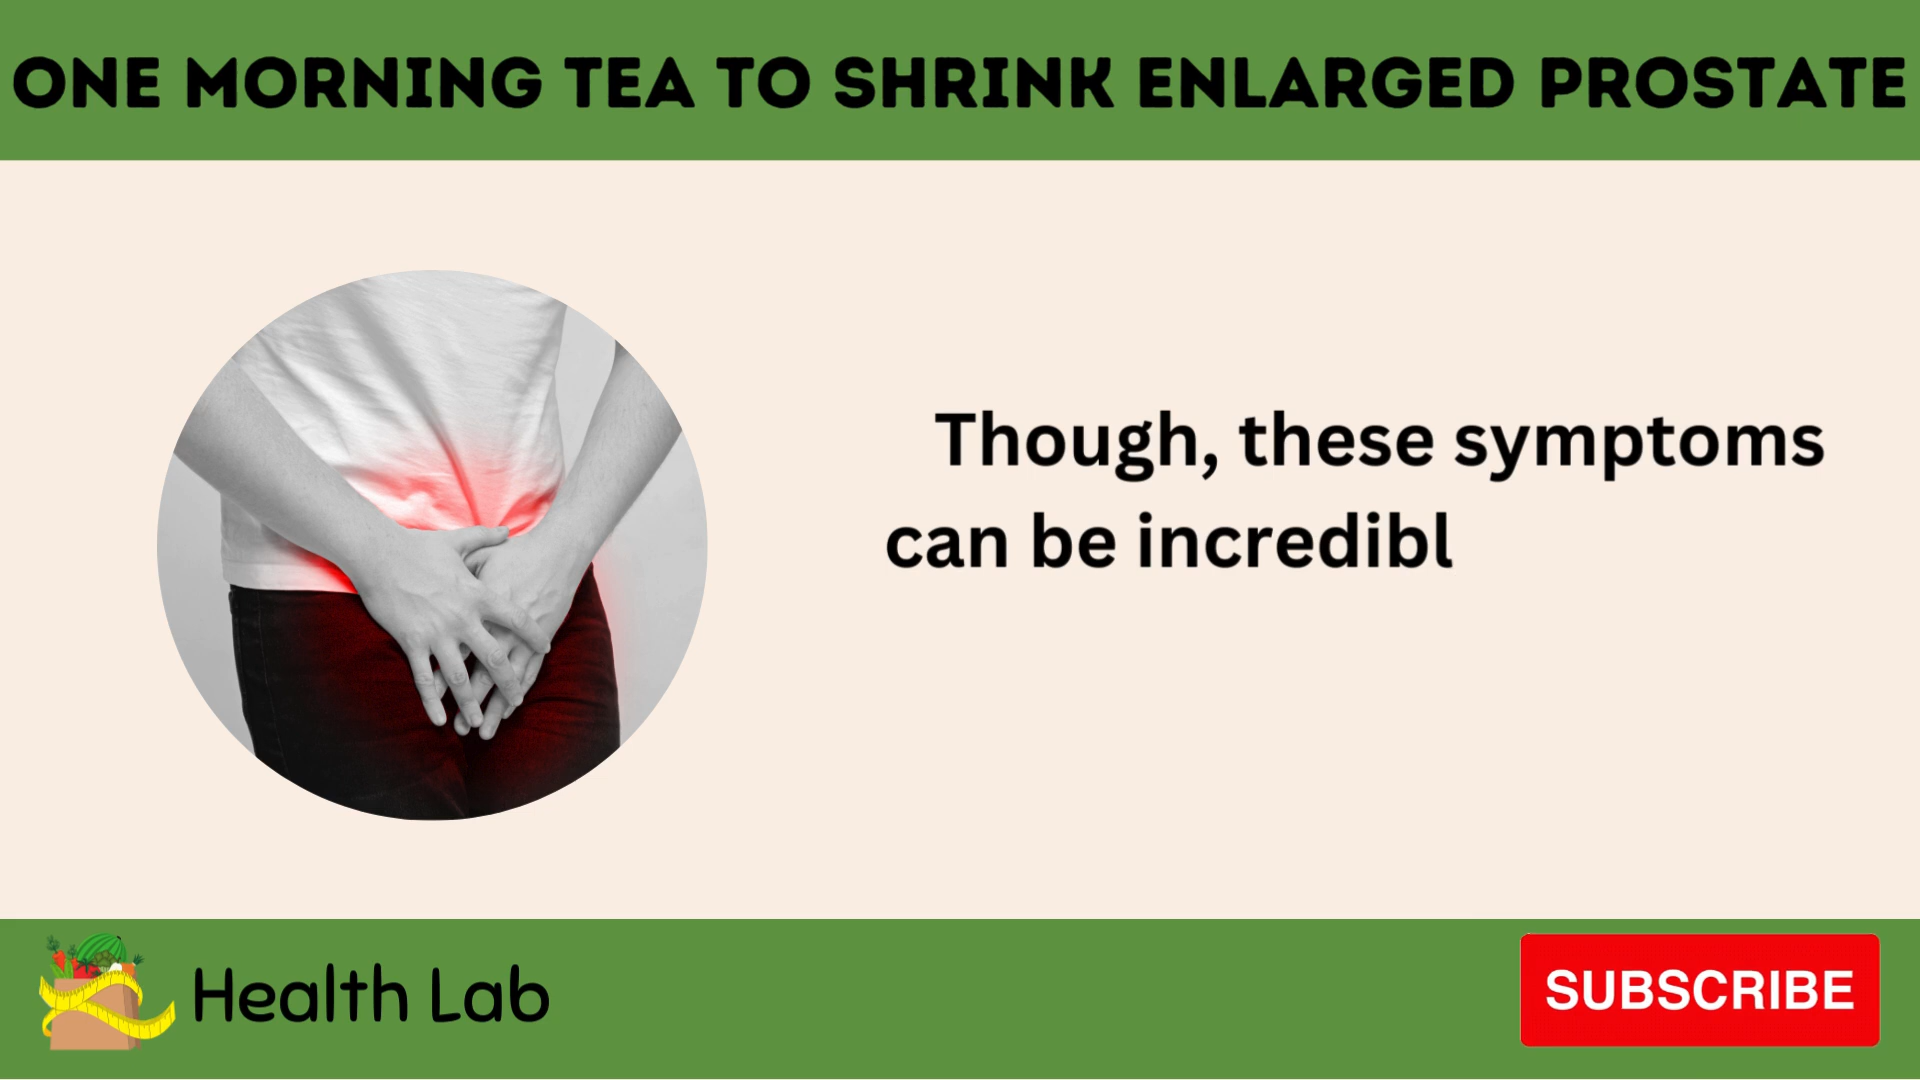 ONE MORNING TEA TO SHRINK ENLARGED PROSTATE
Though, these symptoms
can be incredibl
Health Lab
SUBSCRIBE